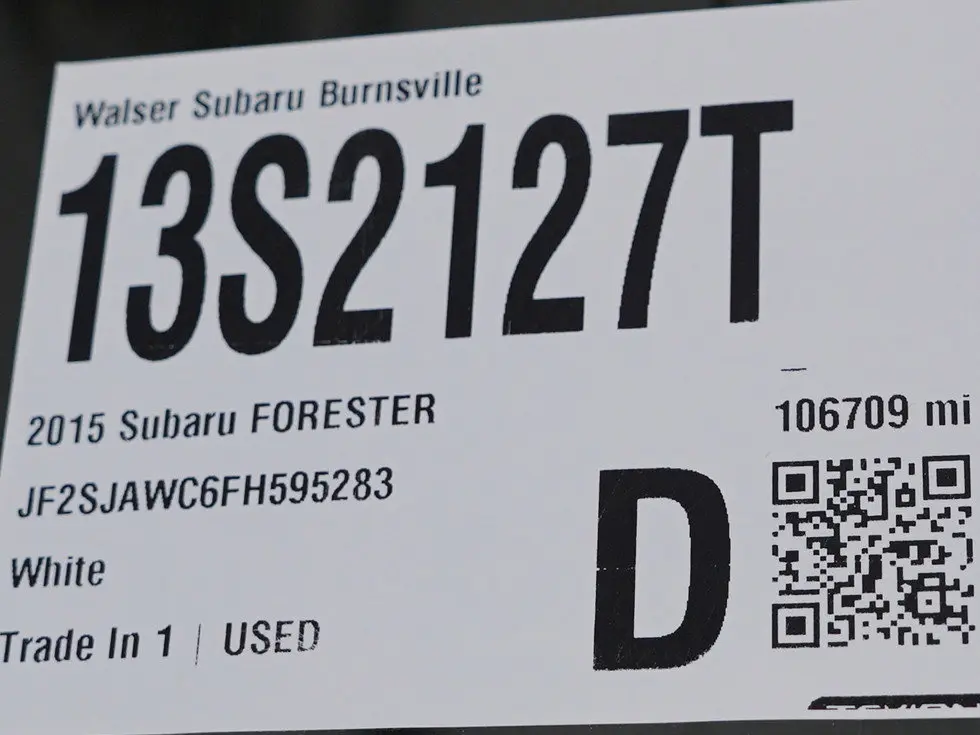 Walser Subaru Burnsville
13S2127T
2015 Subaru FORESTER
106709 mi
JF2SJAWC6FH595283
D
White
Trade In 1 | USED